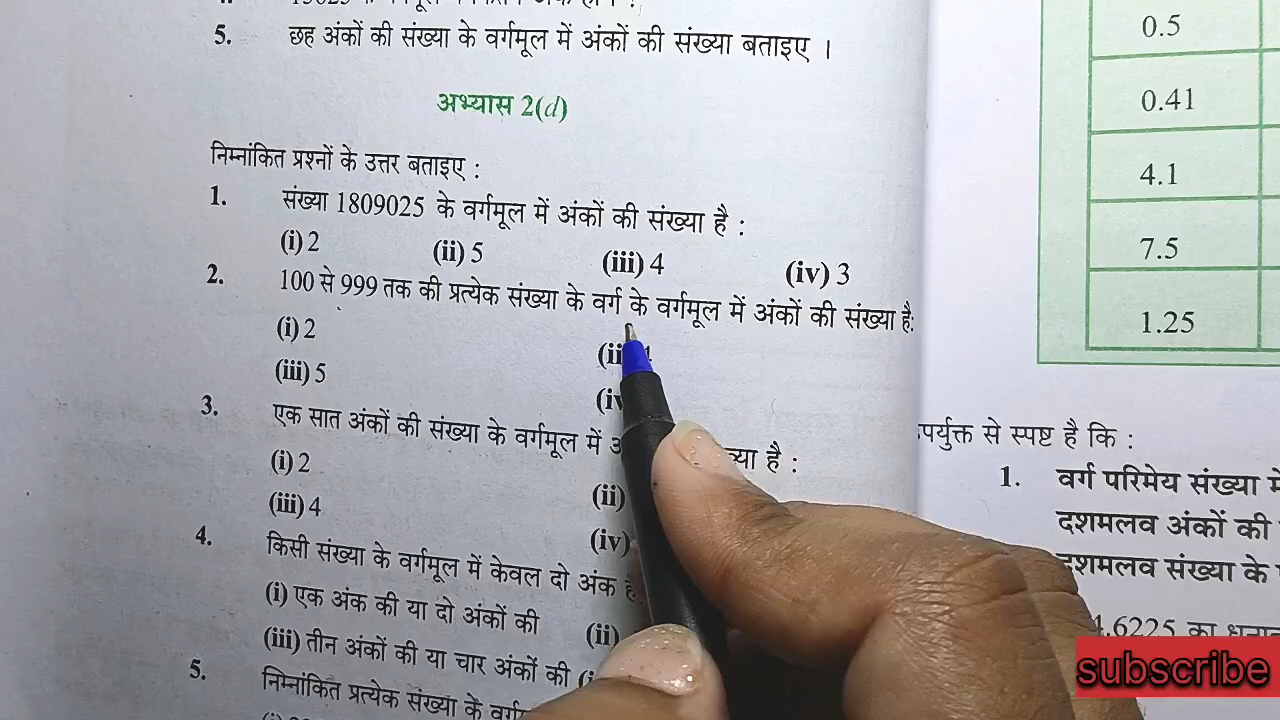 5. छह अंकों की संख्या के वर्गमूल में अंकों की संख्या बताइए ।
अभ्यास 2(d)
निम्नांकित प्रश्नों के उत्तर बताइए :
1. संख्या 1809025 के वर्गमूल में अंकों की संख्या है :
(i) 2 (ii) 5 (iii) 4 (iv) 3
2. 100 से 999 तक की प्रत्येक संख्या के वर्ग के वर्गमूल में अंकों की संख्या है:
(i) 2
(iii) 5
3. एक सात अंकों की संख्या के वर्गमूल में है :
(i) 2 (ii)
(iii) 4 (iv)
4. किसी संख्या के वर्गमूल में केवल दो अंक
(i) एक अंक की या दो अंकों की (ii)
(iii) तीन अंकों की या चार अंकों की
5. निम्नांकित प्रत्येक संख्या के
0.5
0.41
4.1
7.5
1.25
से स्पष्ट है कि :
1. वर्ग परिमेय संख्या में
दशमलव अंकों की
दशमलव संख्या के
subscribe